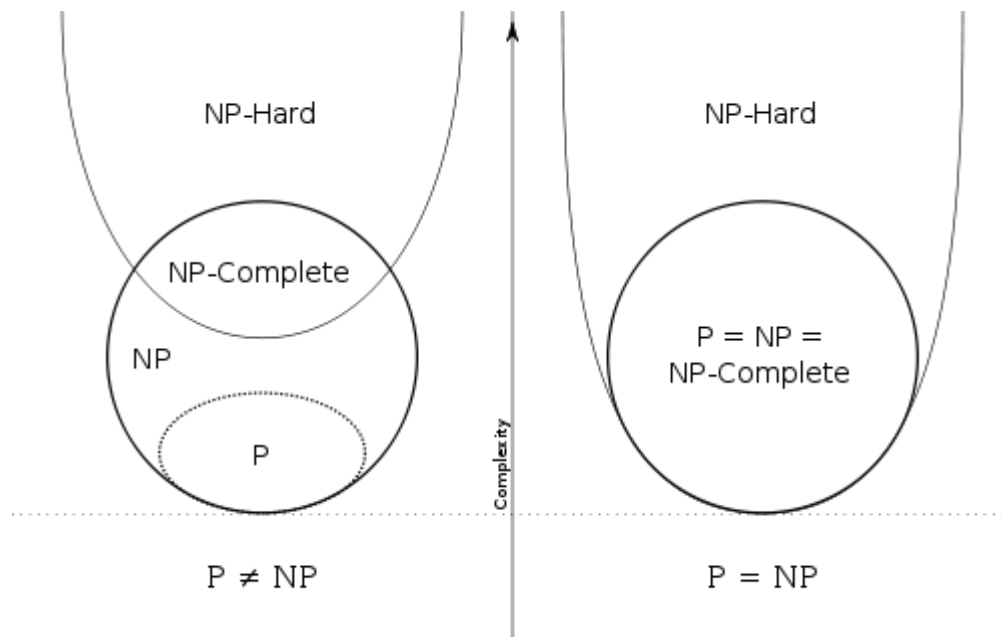 NP-Hard
NP-Complete
NP
P
P ≠ NP
Complexity
NP-Hard
P = NP =
NP-Complete
P = NP